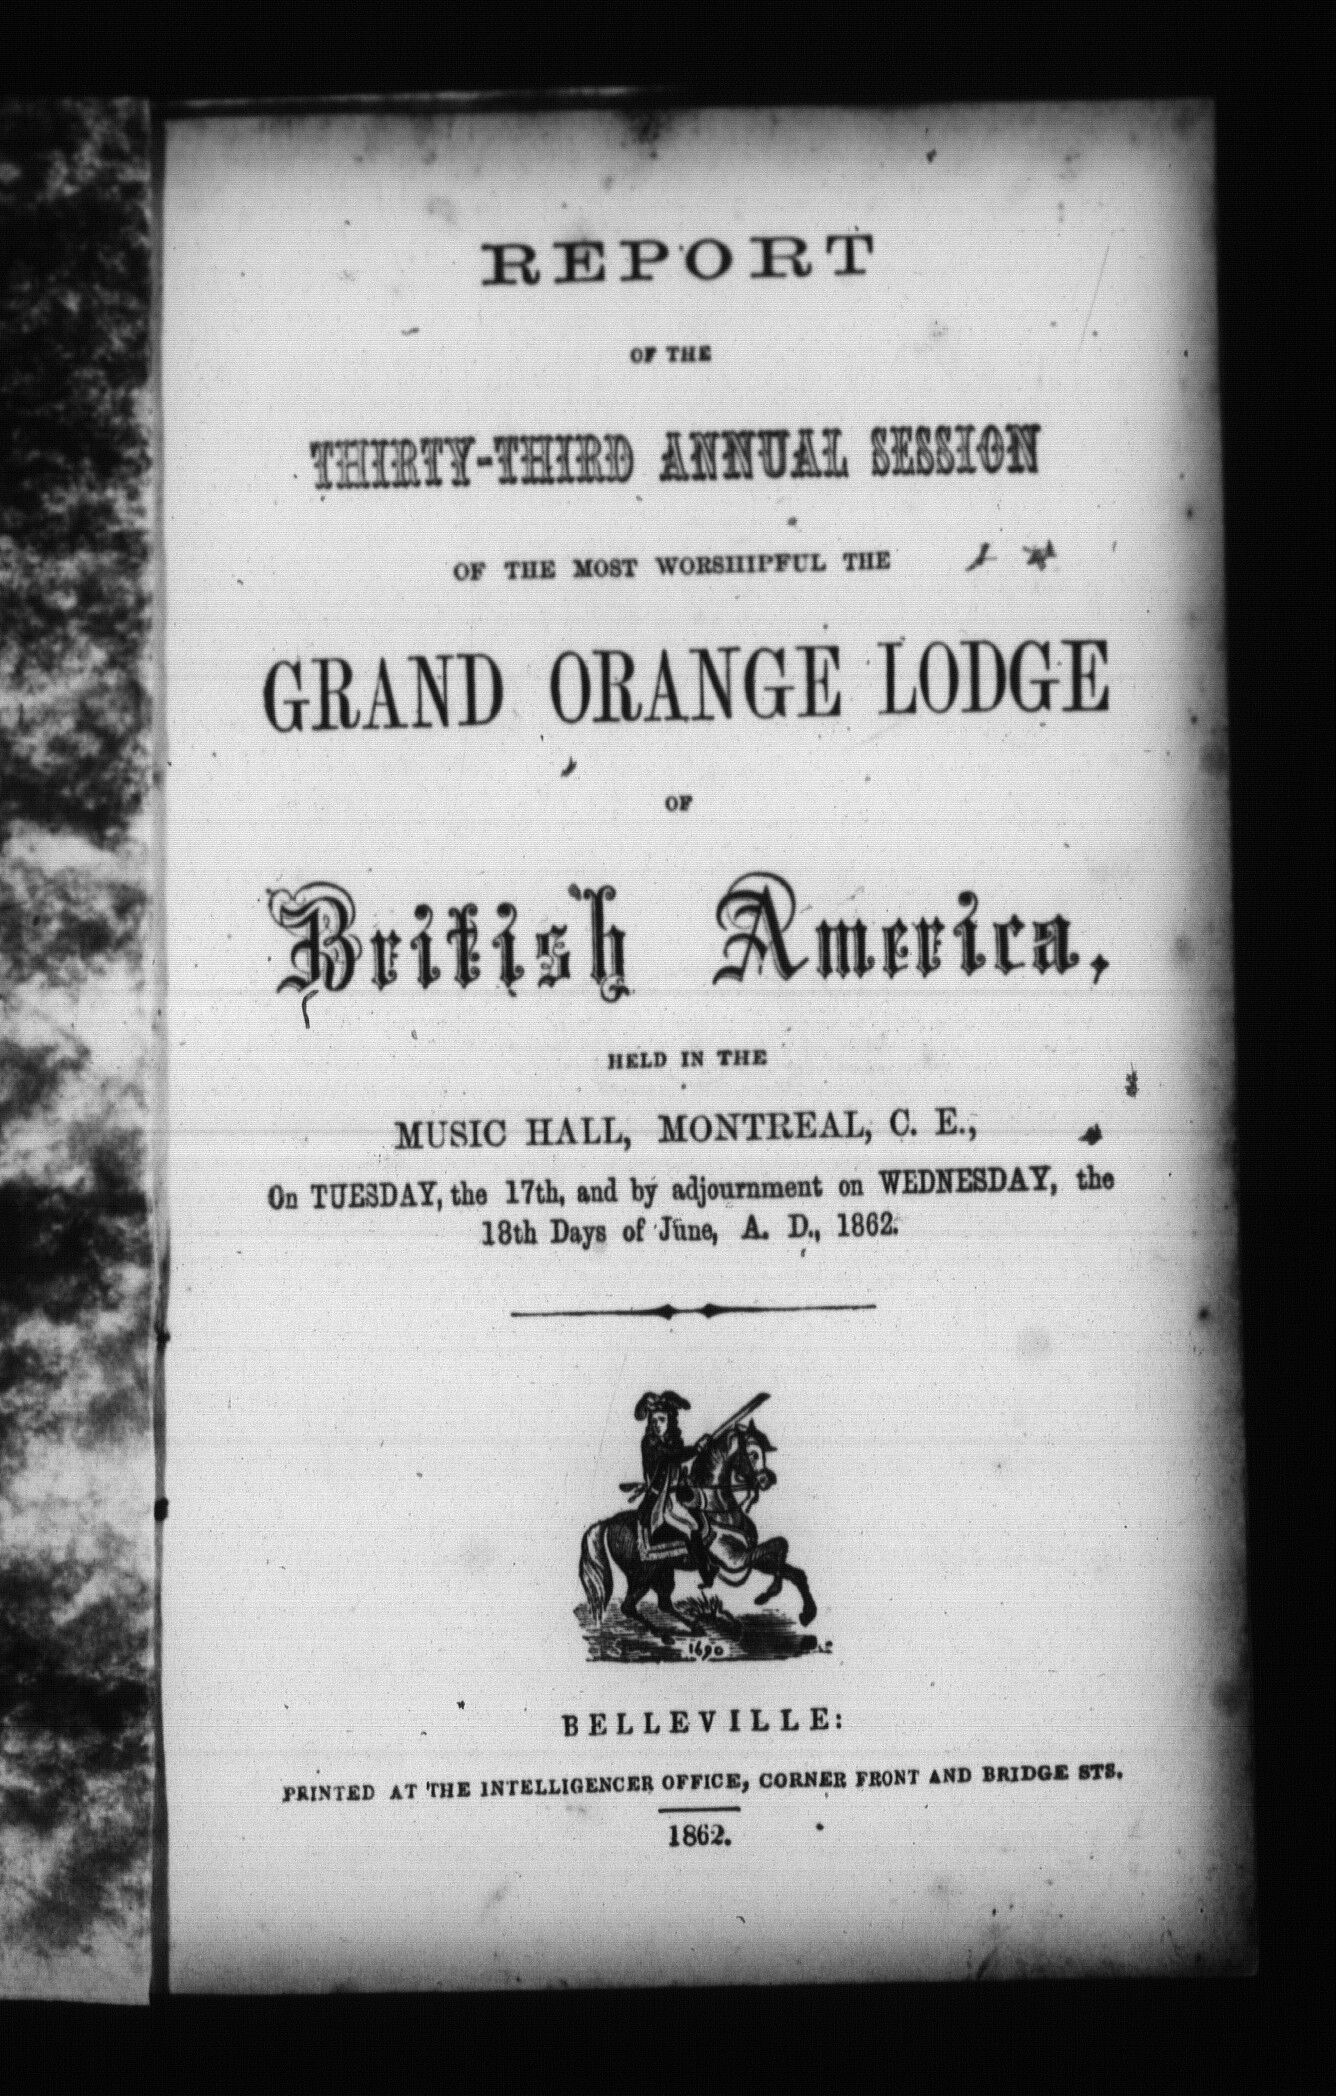 REPORT
OF THE
THIRTY-THIRD ANNUAL SESSION
OF THE MOST WORSHIPFUL THE
GRAND ORANGE LODGE
OF
British America,
HELD IN THE
MUSIC HALL, MONTREAL, C. E.,
On TUESDAY, the 17th, and by adjournment on WEDNESDAY, the
18th Days of June, A. D., 1862.
1690
BELLEVILLE:
PRINTED AT THE INTELLIGENCER OFFICE, CORNER FRONT AND BRIDGE STS.
1862.